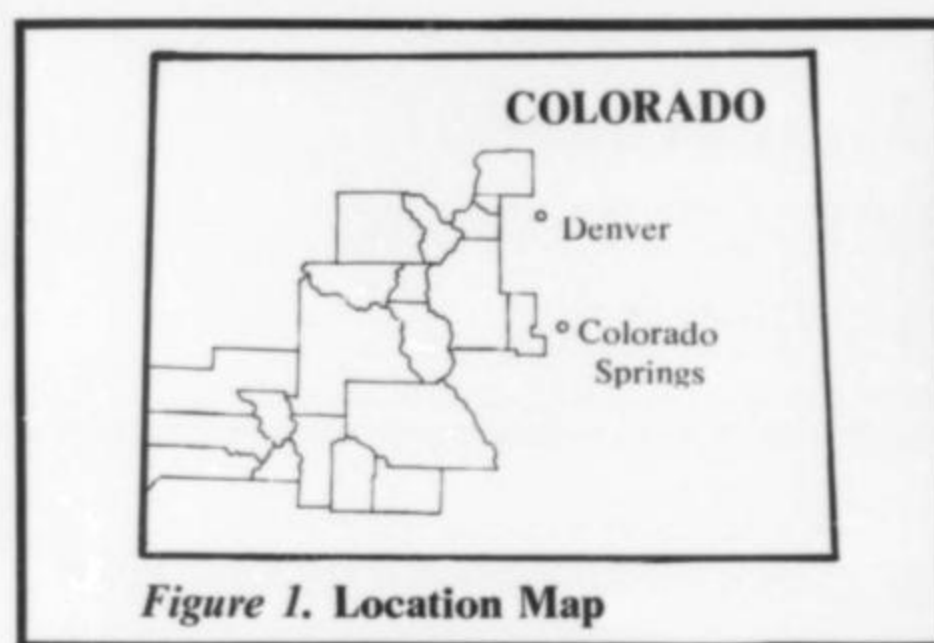 COLORADO
Denver
Colorado
Springs
Figure 1. Location Map